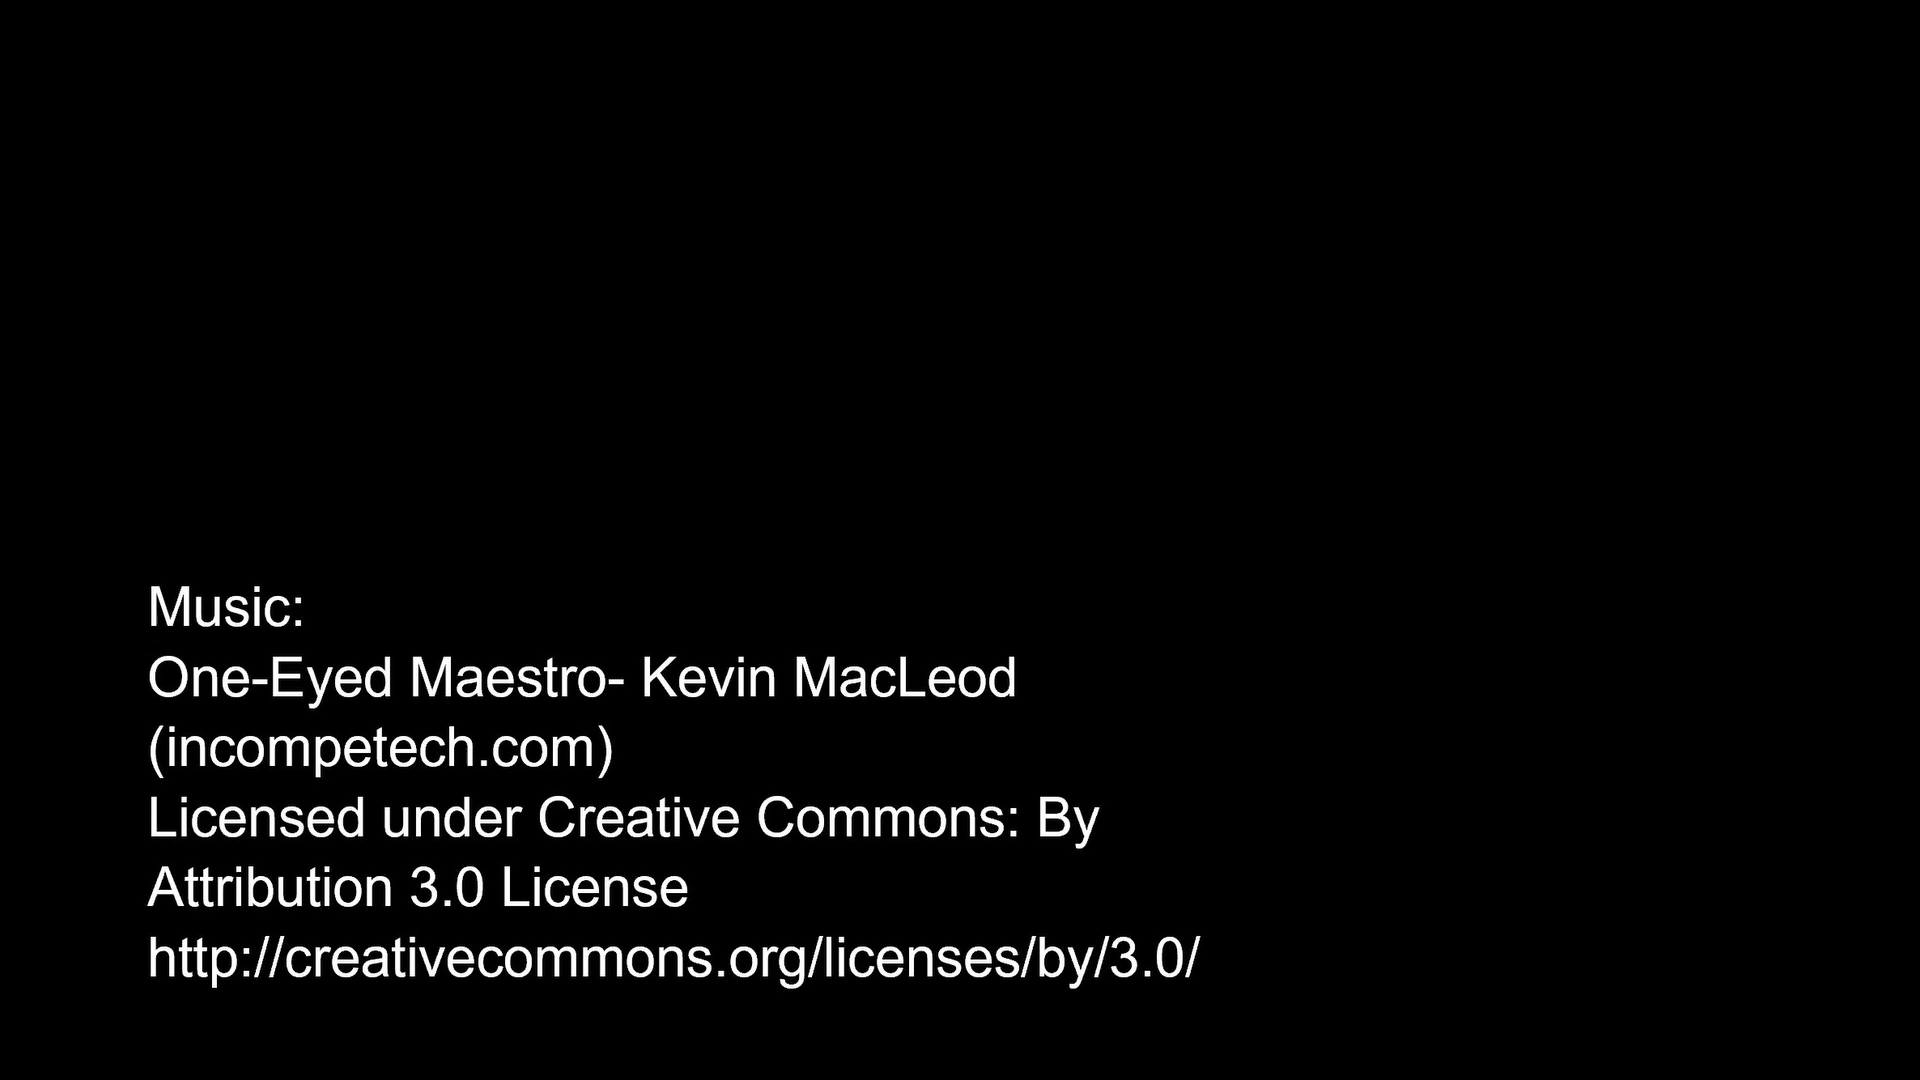 Music:
One-Eyed Maestro- Kevin MacLeod
(incompetech.com)
Licensed under Creative Commons: By
Attribution 3.0 License
http://creativecommons.org/licenses/by/3.0/